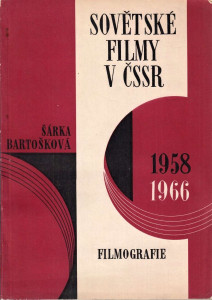 SOVĚTSKÉ
FILMY
V ČSSR
ŠÁRKA
BARTOŠKOVÁ
1958
1966
FILMOGRAFIE